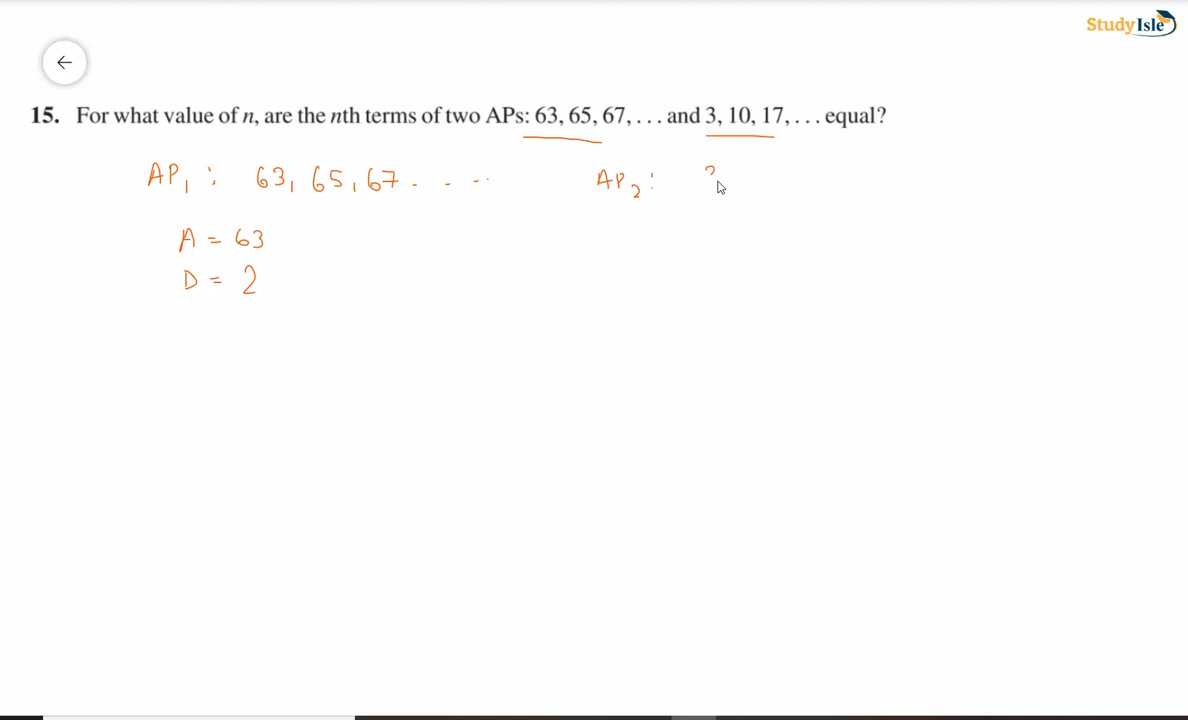 StudyIsle
15. For what value of n, are the nth terms of two APs: 63, 65, 67, . . . and 3, 10, 17, . . . equal?
AP1 : 63, 65, 67 - - - ..
AP2 :
A = 63
D = 2